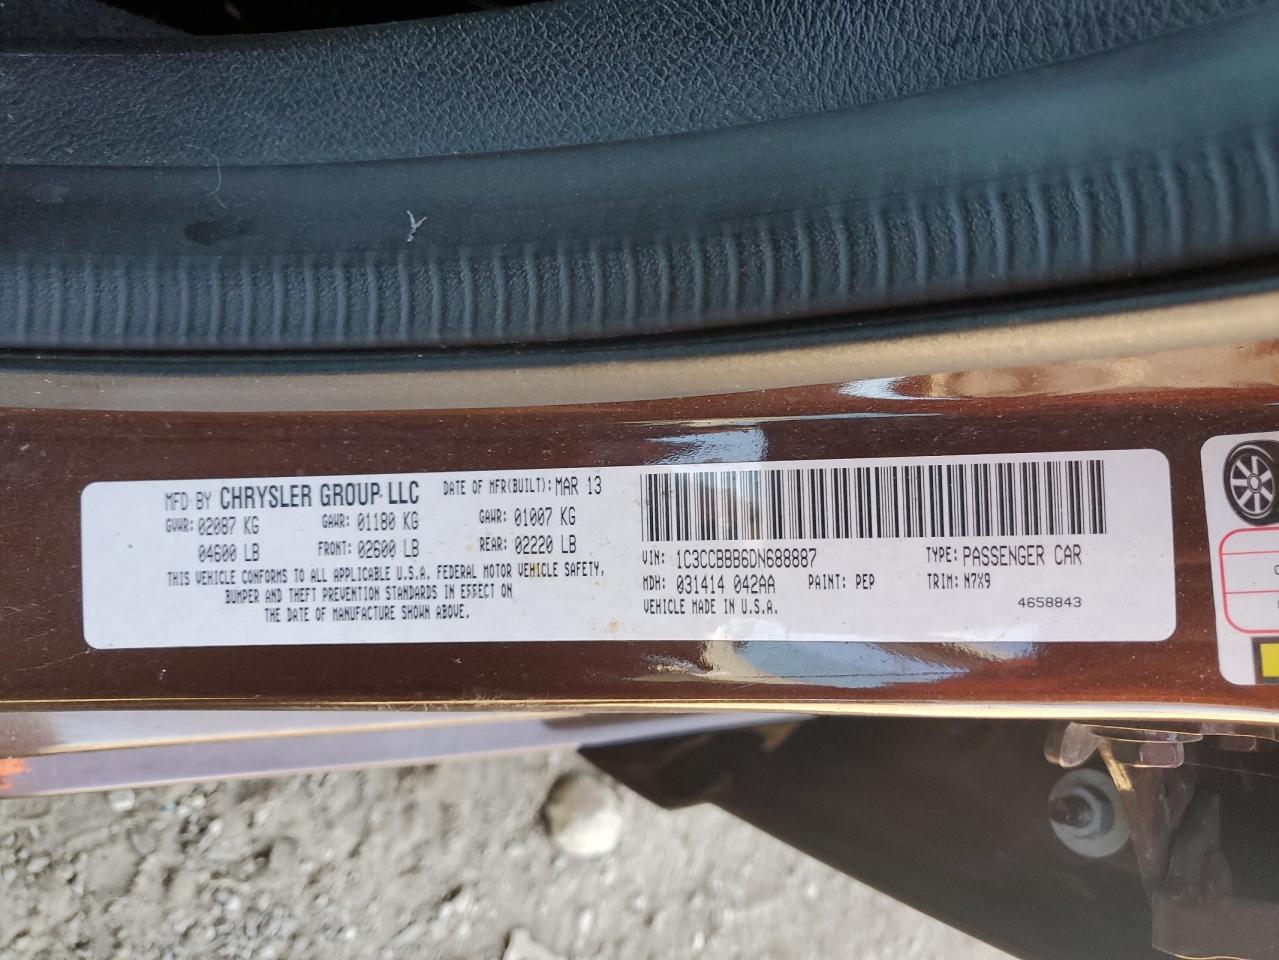 MFD BY CHRYSLER GROUP LLC DATE OF MFR(BUILT): MAR 13
GVWR: 02087 KG GAWR: 01180 KG GAWR: 01007 KG
04600 LB FRONT: 02600 LB REAR: 02220 LB
THIS VEHICLE CONFORMS TO ALL APPLICABLE U.S.A. FEDERAL MOTOR VEHICLE SAFETY,
BUMPER AND THEFT PREVENTION STANDARDS IN EFFECT ON
THE DATE OF MANUFACTURE SHOWN ABOVE.
VIN: 1C3CCBBB6DN688887 TYPE: PASSENGER CAR
MDH: 031414 042AA PAINT: PEP TRIM: N7X9
VEHICLE MADE IN U.S.A. 4658843